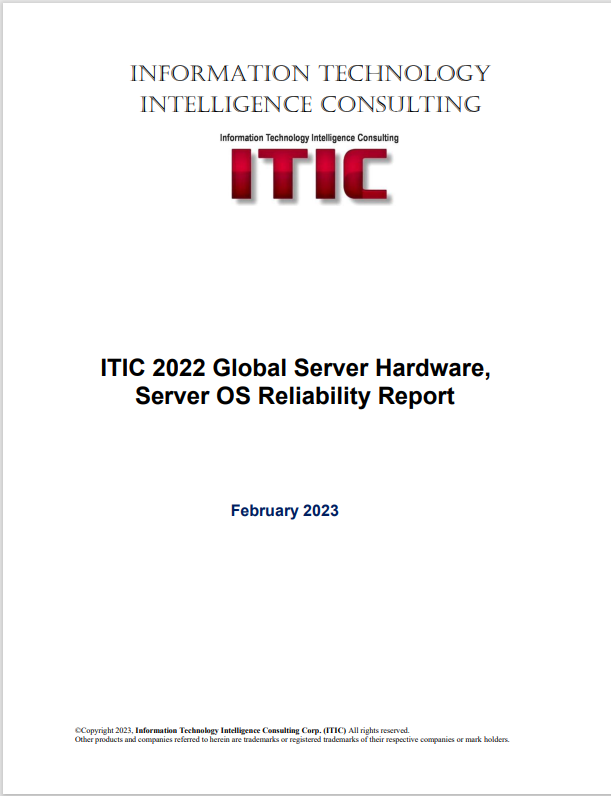 INFORMATION TECHNOLOGY
INTELLIGENCE CONSULTING
Information Technology Intelligence Consulting
ITIC
ITIC 2022 Global Server Hardware,
Server OS Reliability Report
February 2023
©Copyright 2023, Information Technology Intelligence Consulting Corp. (ITIC) All rights reserved.
Other products and companies referred to herein are trademarks or registered trademarks of their respective companies or mark holders.